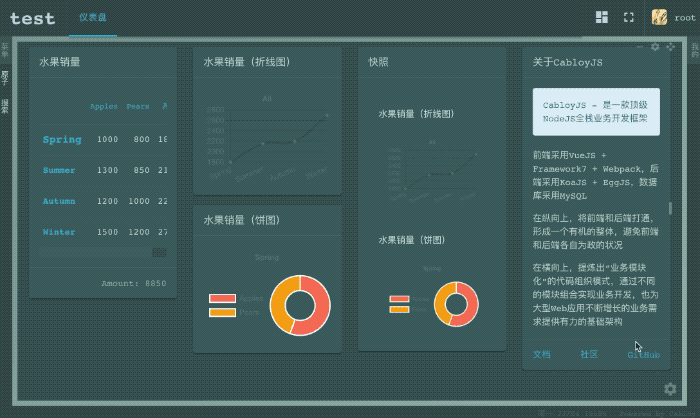 test
仪表盘
root
菜单
原子
搜索
我的
水果销量
Apples Pears
Spring 1000 800
Summer 1300 850
Autumn 1200 1000
Winter 1500 1200
Amount: 8850
水果销量（折线图）
All
Spring Summer Autumn Winter
水果销量（饼图）
Spring
Apples
Pears
快照
水果销量（折线图）
All
水果销量（饼图）
Spring
关于CabloyJS
CabloyJS - 是一款顶级
NodeJS全栈业务开发框架
前端采用VueJS +
Framework7 + Webpack，后
端采用KoaJS + EggJS，数据
库采用MySQL
在纵向上，将前端和后端打通，
形成一个有机的整体，避免前端
和后端各自为政的状况
在横向上，提炼出“业务模块
化”的代码组织模式，通过不同
的模块组合实现业务开发，也为
大型Web应用不断增长的业务需
求提供有力的基础架构
文档 社区 GitHub